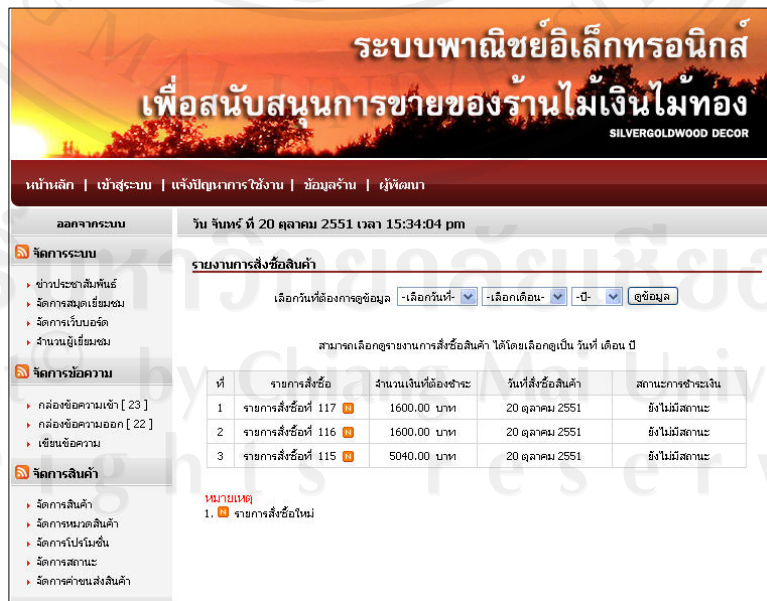 ระบบพาณิชย์อิเล็กทรอนิกส์
เพื่อสนับสนุนการขายของร้านไม้เงินไม้ทอง
SILVERGOLDWOOD DECOR
หน้าหลัก | เข้าสู่ระบบ | แจ้งปัญหาการใช้งาน | ข้อมูลร้าน | ผู้พัฒนา
ออกจากระบบ
จัดการระบบ
ข่าวประชาสัมพันธ์
จัดการสมุดเยี่ยมชม
จัดการเว็บบอร์ด
จำนวนผู้เยี่ยมชม
จัดการข้อความ
กล่องข้อความเข้า [ 23 ]
กล่องข้อความออก [ 22 ]
เขียนข้อความ
จัดการสินค้า
จัดการสินค้า
จัดการหมวดสินค้า
จัดการโปรโมชั่น
จัดการสถานะ
จัดการค่าขนส่งสินค้า
วัน จันทร์ ที่ 20 ตุลาคม 2551 เวลา 15:34:04 pm
รายงานการสั่งซื้อสินค้า
เลือกวันที่ต้องการดูข้อมูล -เลือกวันที่- -เลือกเดือน- -ปี- ดูข้อมูล
สามารถเลือกดูรายงานการสั่งซื้อสินค้า ได้โดยเลือกดูเป็น วันที่ เดือน ปี
ที่ รายการสั่งซื้อ จำนวนเงินที่ต้องชำระ วันที่สั่งซื้อสินค้า สถานะการชำระเงิน
1 รายการสั่งซื้อที่ 117 N 1600.00 บาท 20 ตุลาคม 2551 ยังไม่มีสถานะ
2 รายการสั่งซื้อที่ 116 N 1600.00 บาท 20 ตุลาคม 2551 ยังไม่มีสถานะ
3 รายการสั่งซื้อที่ 115 N 5040.00 บาท 20 ตุลาคม 2551 ยังไม่มีสถานะ
หมายเหตุ
1. N รายการสั่งซื้อใหม่